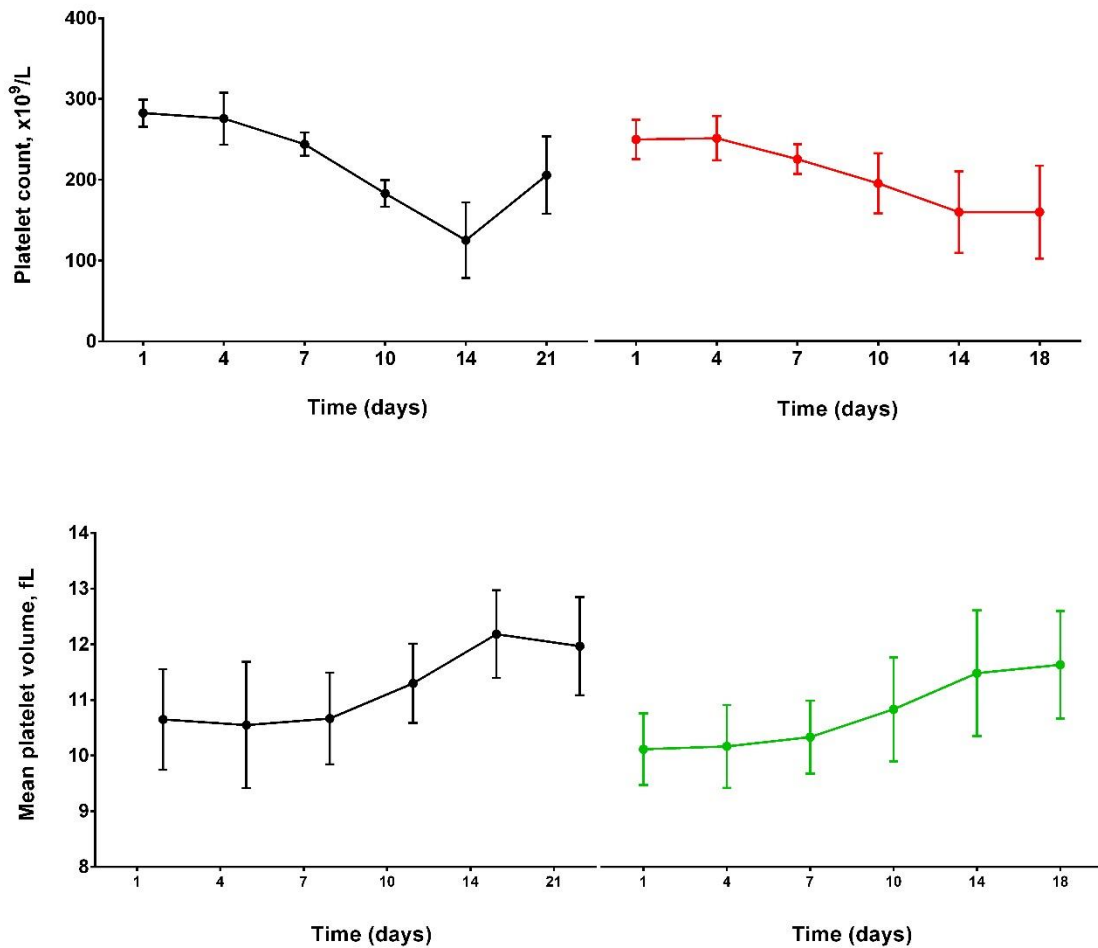 Platelet count, x10⁹/L
400
300
200
100
0
1 4 7 10 14 21
Time (days)
1 4 7 10 14 18
Time (days)
Mean platelet volume, fL
14
13
12
11
10
9
8
1 4 7 10 14 21
Time (days)
1 4 7 10 14 18
Time (days)